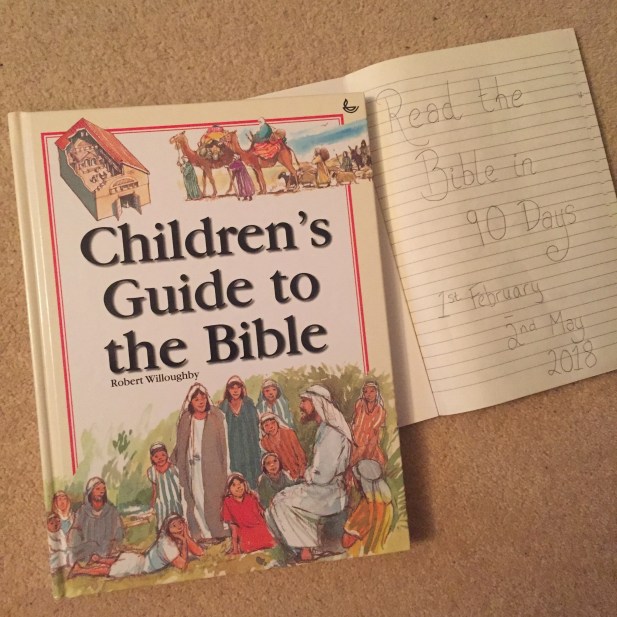 Children's
Guide to
the Bible
Robert Willoughby
Read the
Bible in
90 Days
1st February
-
2nd May
2018